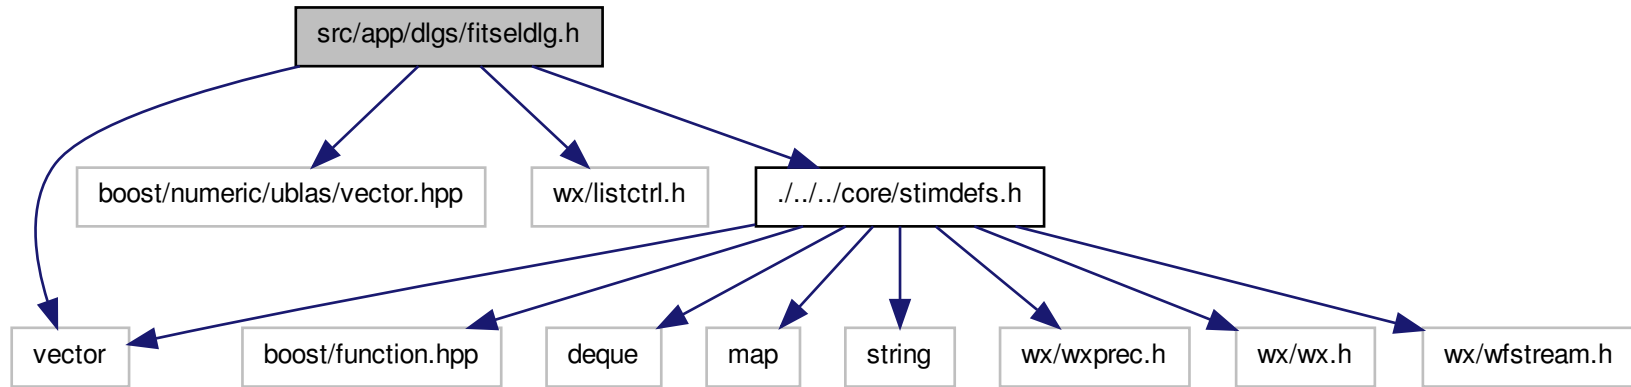 src/app/dlgs/fitseldlg.h
boost/numeric/ublas/vector.hpp
wx/listctrl.h
./../../core/stimdefs.h
vector
boost/function.hpp
deque
map
string
wx/wxprec.h
wx/wx.h
wx/wfstream.h